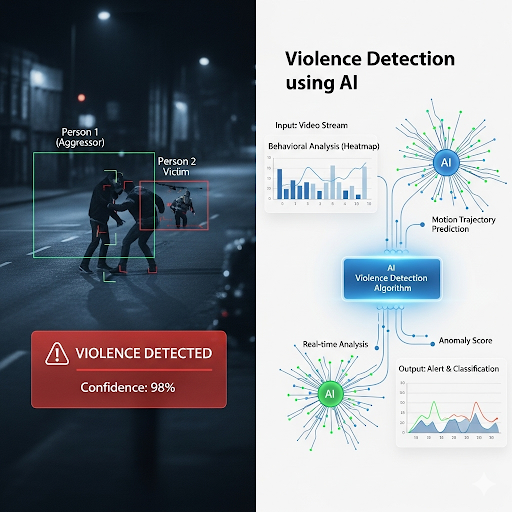 Person 1
(Aggressor)
Person 2
Victim
VIOLENCE DETECTED
Confidence: 98%
Violence Detection
using AI
Input: Video Stream
Behavioral Analysis (Heatmap)
AI
Motion Trajectory
Prediction
AI
Violence Detection
Algorithm
Real-time Analysis
Anomaly Score
AI
Output: Alert & Classification